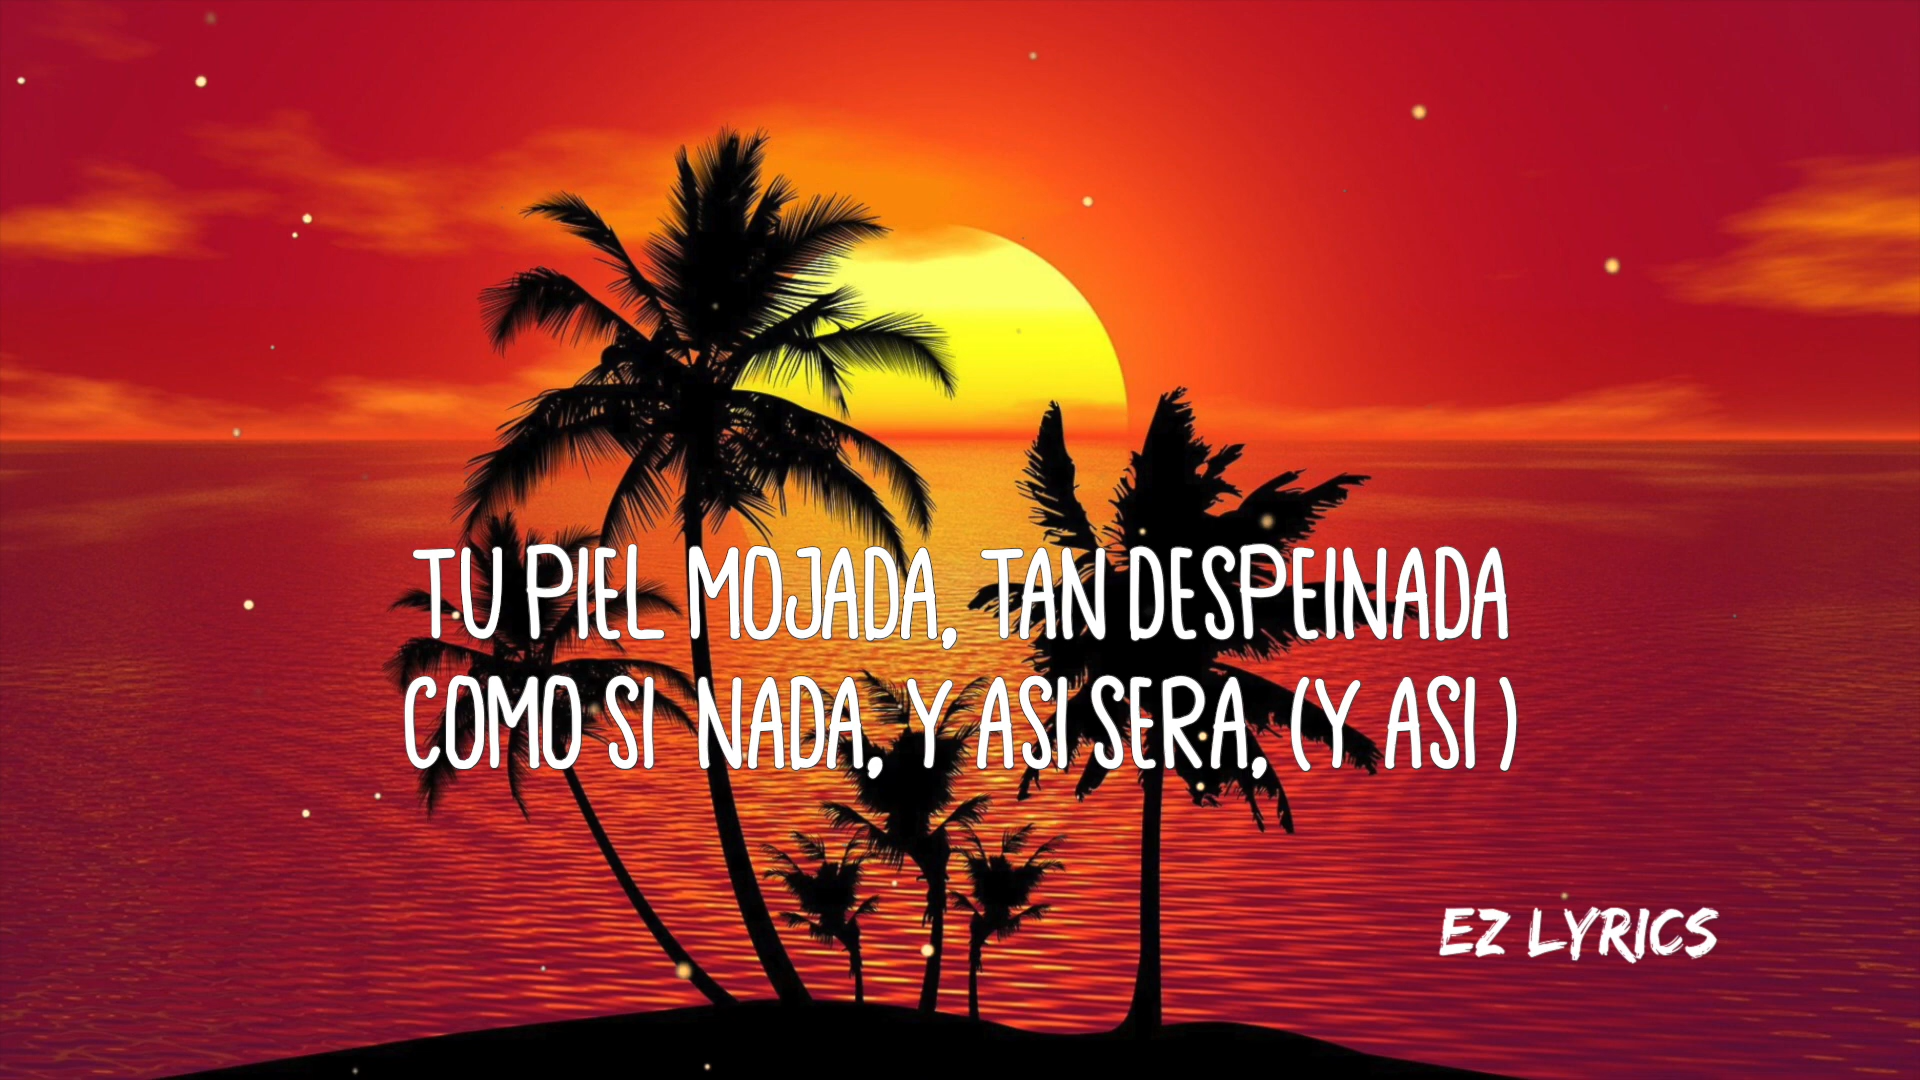 TU PIEL MOJADA, TAN DESPEINADA
COMO SI NADA, Y ASI SERA, (Y ASI )
EZ LYRICS